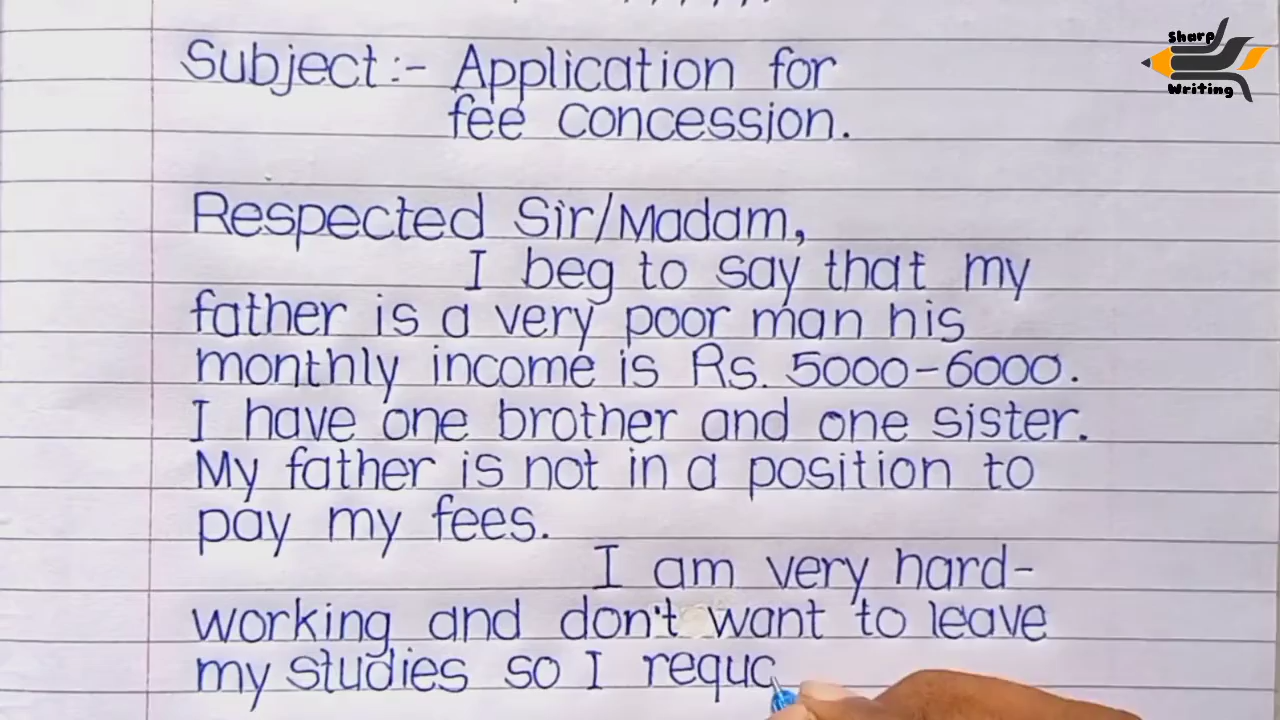 Sharp
Writing
Subject:- Application for
fee concession.
Respected Sir/Madam,
I beg to say that my
father is a very poor man his
monthly income is Rs. 5000-6000.
I have one brother and one sister.
My father is not in a position to
pay my fees.
I am very hard-
working and don't want to leave
my studies so I requ